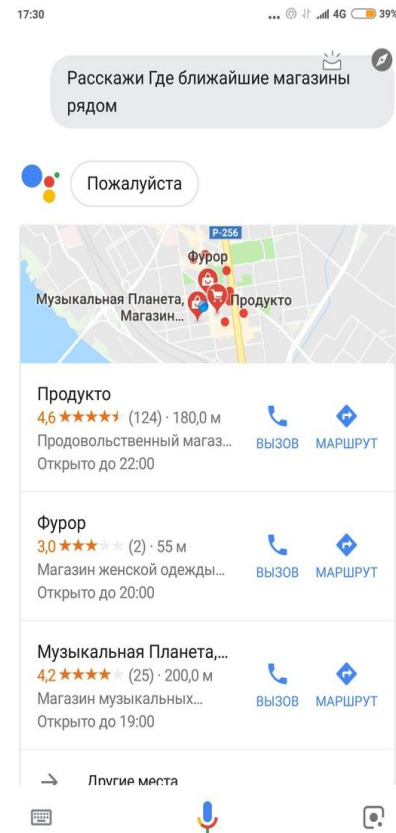 17:30
... 4G 39%
Расскажи Где ближайшие магазины
рядом
Пожалуйста
Р-256
Фурор
Музыкальная Планета,
Магазин...
Продукто
Продукто
4,6 (124) · 180,0 м
Продовольственный магаз...
Открыто до 22:00
ВЫЗОВ
МАРШРУТ
Фурор
3,0 (2) · 55 м
Магазин женской одежды...
Открыто до 20:00
ВЫЗОВ
МАРШРУТ
Музыкальная Планета,...
4,2 (25) · 200,0 м
Магазин музыкальных...
Открыто до 19:00
ВЫЗОВ
МАРШРУТ
Другие места